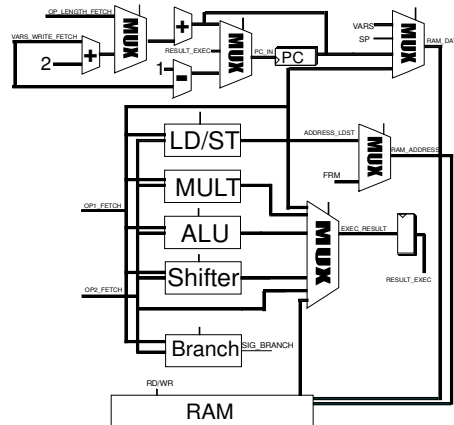 OP_LENGTH_FETCH
VARS
SP
RAM_DA
VARS_WRITE_FETCH
+
+
MUX
RESULT_EXEC
MUX
PC_IN
PC
MUX
2
1
-
LD/ST
ADDRESS_LDST
MUX
RAM_ADDRESS
FRM
MULT
OP1_FETCH
ALU
MUX
EXEC_RESULT
Shifter
RESULT_EXEC
OP2_FETCH
Branch
SIG_BRANCH
RD/WR
RAM